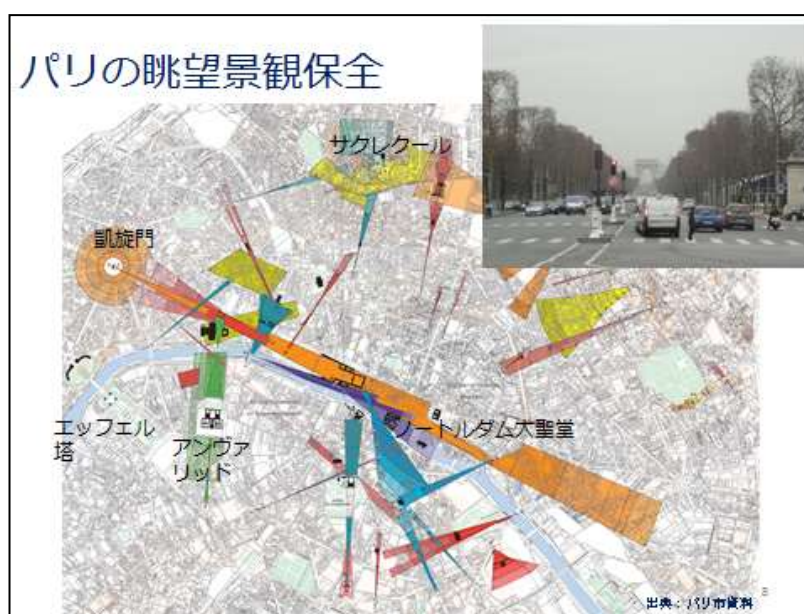 パリの眺望景観保全
サクレクール
凱旋門
エッフェル
塔
アンヴァ
リッド
ノートルダム大聖堂
8
出典：パリ市資料